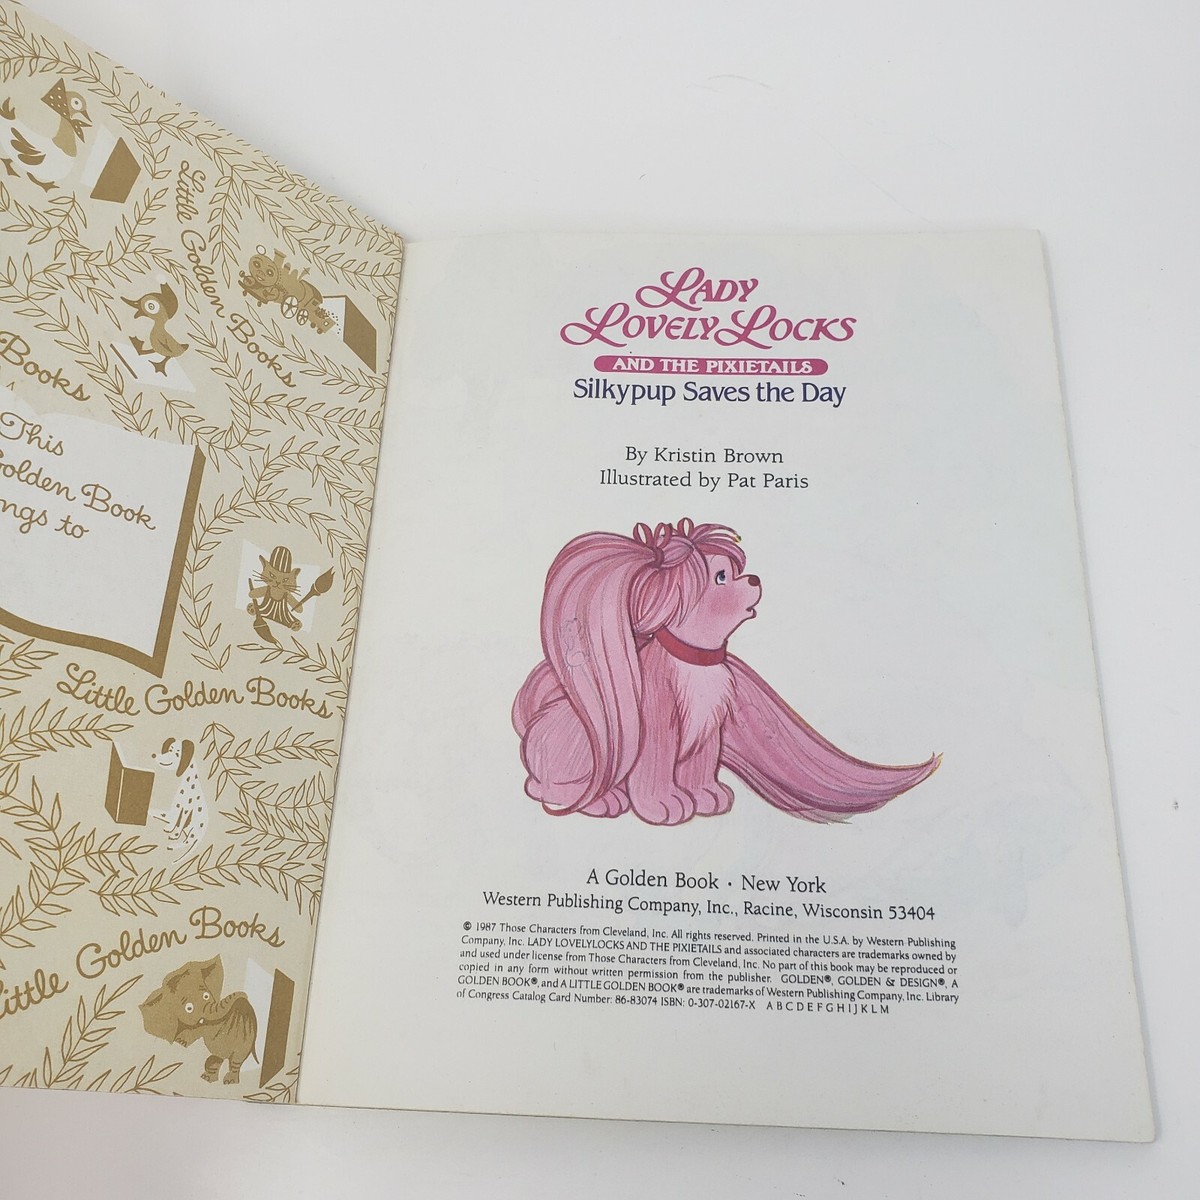 Little Golden Books
Books
This
Golden Book
ngs to
Little Golden Books
Little Golden Books
LADY
LOVELY LOCKS
AND THE PIXIETAILS
Silkypup Saves the Day
By Kristin Brown
Illustrated by Pat Paris
A Golden Book • New York
Western Publishing Company, Inc., Racine, Wisconsin 53404
© 1987 Those Characters from Cleveland, Inc. All rights reserved. Printed in the U.S.A. by Western Publishing
Company, Inc. LADY LOVELYLOCKS AND THE PIXIETAILS and associated characters are trademarks owned by
and used under license from Those Characters from Cleveland, Inc. No part of this book may be reproduced or
copied in any form without written permission from the publisher. GOLDEN®, GOLDEN & DESIGN®, A
GOLDEN BOOK®, and A LITTLE GOLDEN BOOK® are trademarks of Western Publishing Company, Inc. Library
of Congress Catalog Card Number: 86-83074 ISBN: 0-307-02167-X A B C D E F G H I J K L M